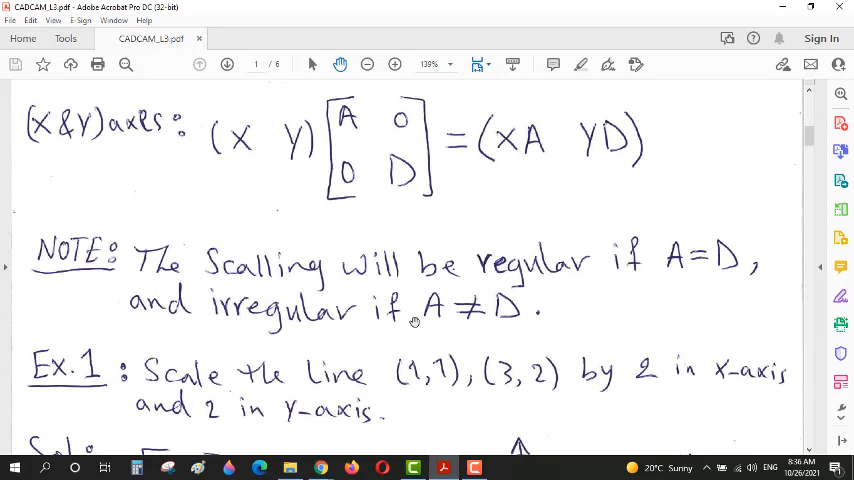 CADCAM_L3.pdf - Adobe Acrobat Pro DC (32-bit)
File Edit View E-Sign Window Help
Home Tools CADCAM_L3.pdf × Sign In
1 / 6 139%
(X & Y) axes: (X Y) [A 0
0 D] = (XA YD)
NOTE: The Scalling will be regular if A = D,
and irregular if A ≠ D.
Ex.1: Scale the line (1,1), (3,2) by 2 in X-axis
and 2 in Y-axis.
Sol:
20°C Sunny ENG 8:36 AM
10/26/2021